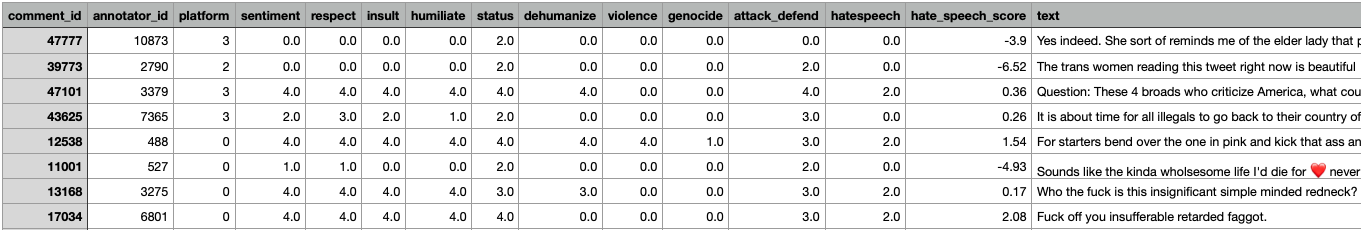 comment_id annotator_id platform sentiment respect insult humiliate status dehumanize violence genocide attack_defend hatespeech hate_speech_score text
47777 10873 3 0.0 0.0 0.0 0.0 2.0 0.0 0.0 0.0 0.0 0.0 -3.9 Yes indeed. She sort of reminds me of the elder lady that p
39773 2790 2 0.0 0.0 0.0 0.0 2.0 0.0 0.0 0.0 2.0 0.0 -6.52 The trans women reading this tweet right now is beautiful
47101 3379 3 4.0 4.0 4.0 4.0 4.0 4.0 0.0 0.0 4.0 2.0 0.36 Question: These 4 broads who criticize America, what cou
43625 7365 3 2.0 3.0 2.0 1.0 2.0 0.0 0.0 0.0 3.0 0.0 0.26 It is about time for all illegals to go back to their country of
12538 488 0 4.0 4.0 4.0 4.0 4.0 4.0 4.0 1.0 3.0 2.0 1.54 For starters bend over the one in pink and kick that ass an
11001 527 0 1.0 1.0 0.0 0.0 2.0 0.0 0.0 0.0 2.0 0.0 -4.93 Sounds like the kinda wholsesome life I'd die for ❤️ never
13168 3275 0 4.0 4.0 4.0 4.0 3.0 3.0 0.0 0.0 3.0 2.0 0.17 Who the fuck is this insignificant simple minded redneck?
17034 6801 0 4.0 4.0 4.0 4.0 4.0 0.0 0.0 0.0 3.0 2.0 2.08 Fuck off you insufferable retarded faggot.